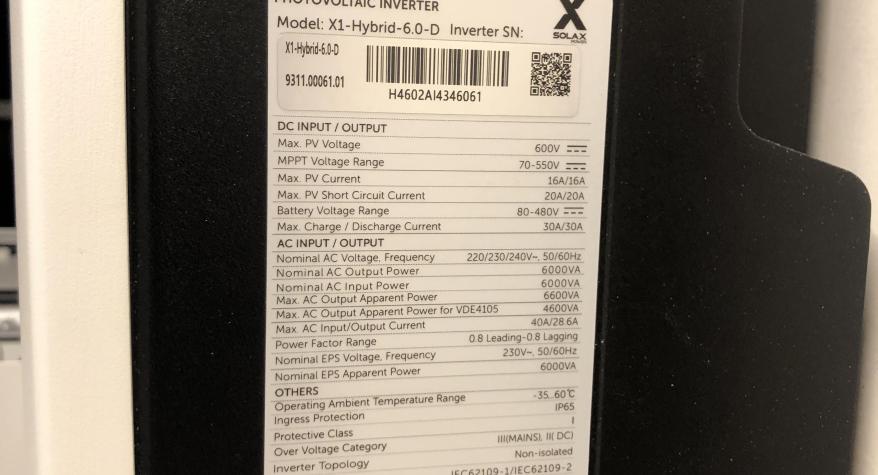 PHOTOVOLTAIC INVERTER
Model: X1-Hybrid-6.0-D Inverter SN:
X
SOLAX
POWER
X1-Hybrid-6.0-D
9311.00061.01
H4602AI4346061
DC INPUT / OUTPUT
Max. PV Voltage 600V
MPPT Voltage Range 70-550V
Max. PV Current 16A/16A
Max. PV Short Circuit Current 20A/20A
Battery Voltage Range 80-480V
Max. Charge / Discharge Current 30A/30A
AC INPUT / OUTPUT
Nominal AC Voltage, Frequency 220/230/240V~, 50/60Hz
Nominal AC Output Power 6000VA
Nominal AC Input Power 6000VA
Max. AC Output Apparent Power 6600VA
Max. AC Output Apparent Power for VDE4105 4600VA
Max. AC Input/Output Current 40A/28.6A
Power Factor Range 0.8 Leading-0.8 Lagging
Nominal EPS Voltage, Frequency 230V~, 50/60Hz
Nominal EPS Apparent Power 6000VA
OTHERS
Operating Ambient Temperature Range -35..60℃
Ingress Protection IP65
Protective Class I
Over Voltage Category III(MAINS), II( DC)
Inverter Topology Non-isolated
IEC62109-1/IEC62109-2